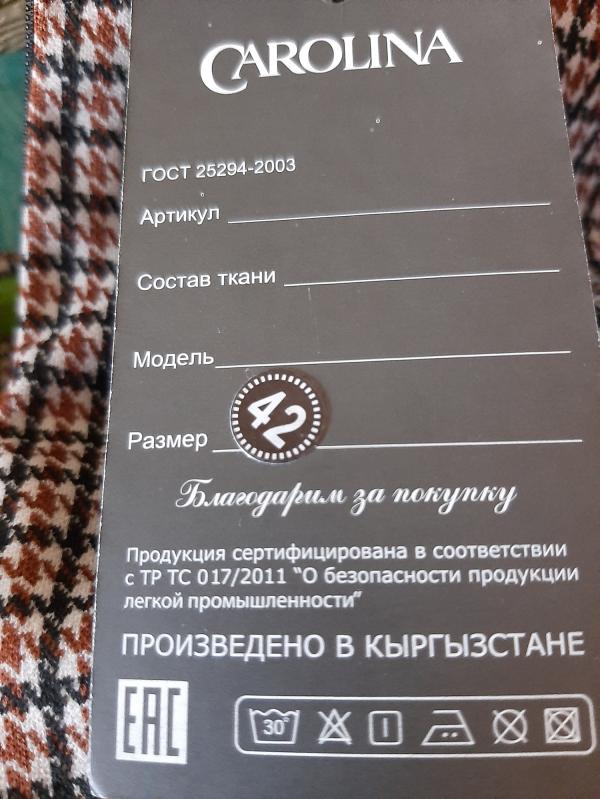 CAROLINA
ГОСТ 25294-2003
Артикул
Состав ткани
Модель
Размер 42
Благодарим за покупку
Продукция сертифицирована в соответствии
с ТР ТС 017/2011 "О безопасности продукции
легкой промышленности"
ПРОИЗВЕДЕНО В КЫРГЫЗСТАНЕ
EAC 30°